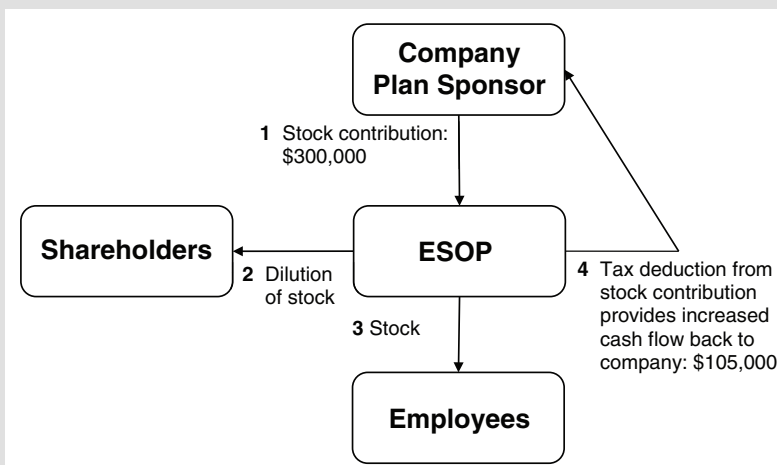 Company
Plan Sponsor
1 Stock contribution:
$300,000
Shareholders
ESOP
2 Dilution
of stock
3 Stock
4 Tax deduction from
stock contribution
provides increased
cash flow back to
company: $105,000
Employees